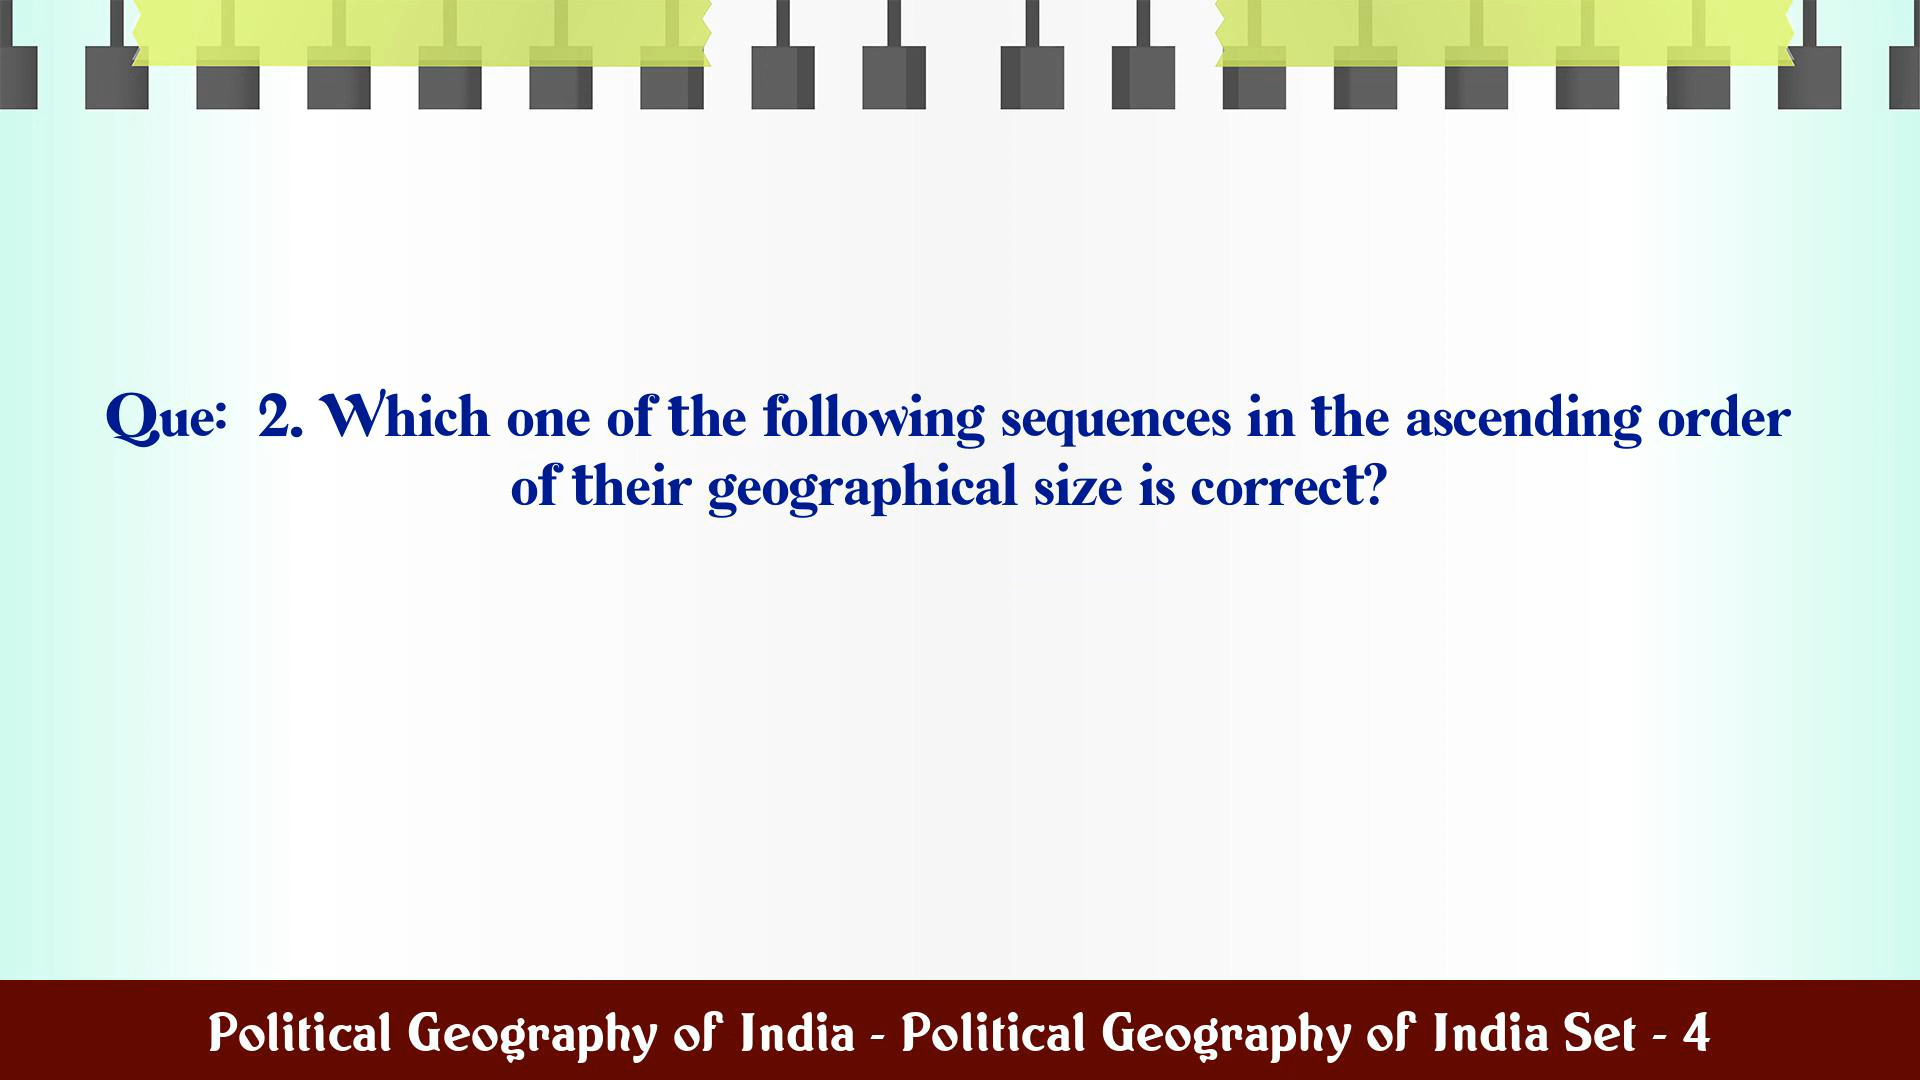 Que: 2. Which one of the following sequences in the ascending order
of their geographical size is correct?
Political Geography of India - Political Geography of India Set - 4